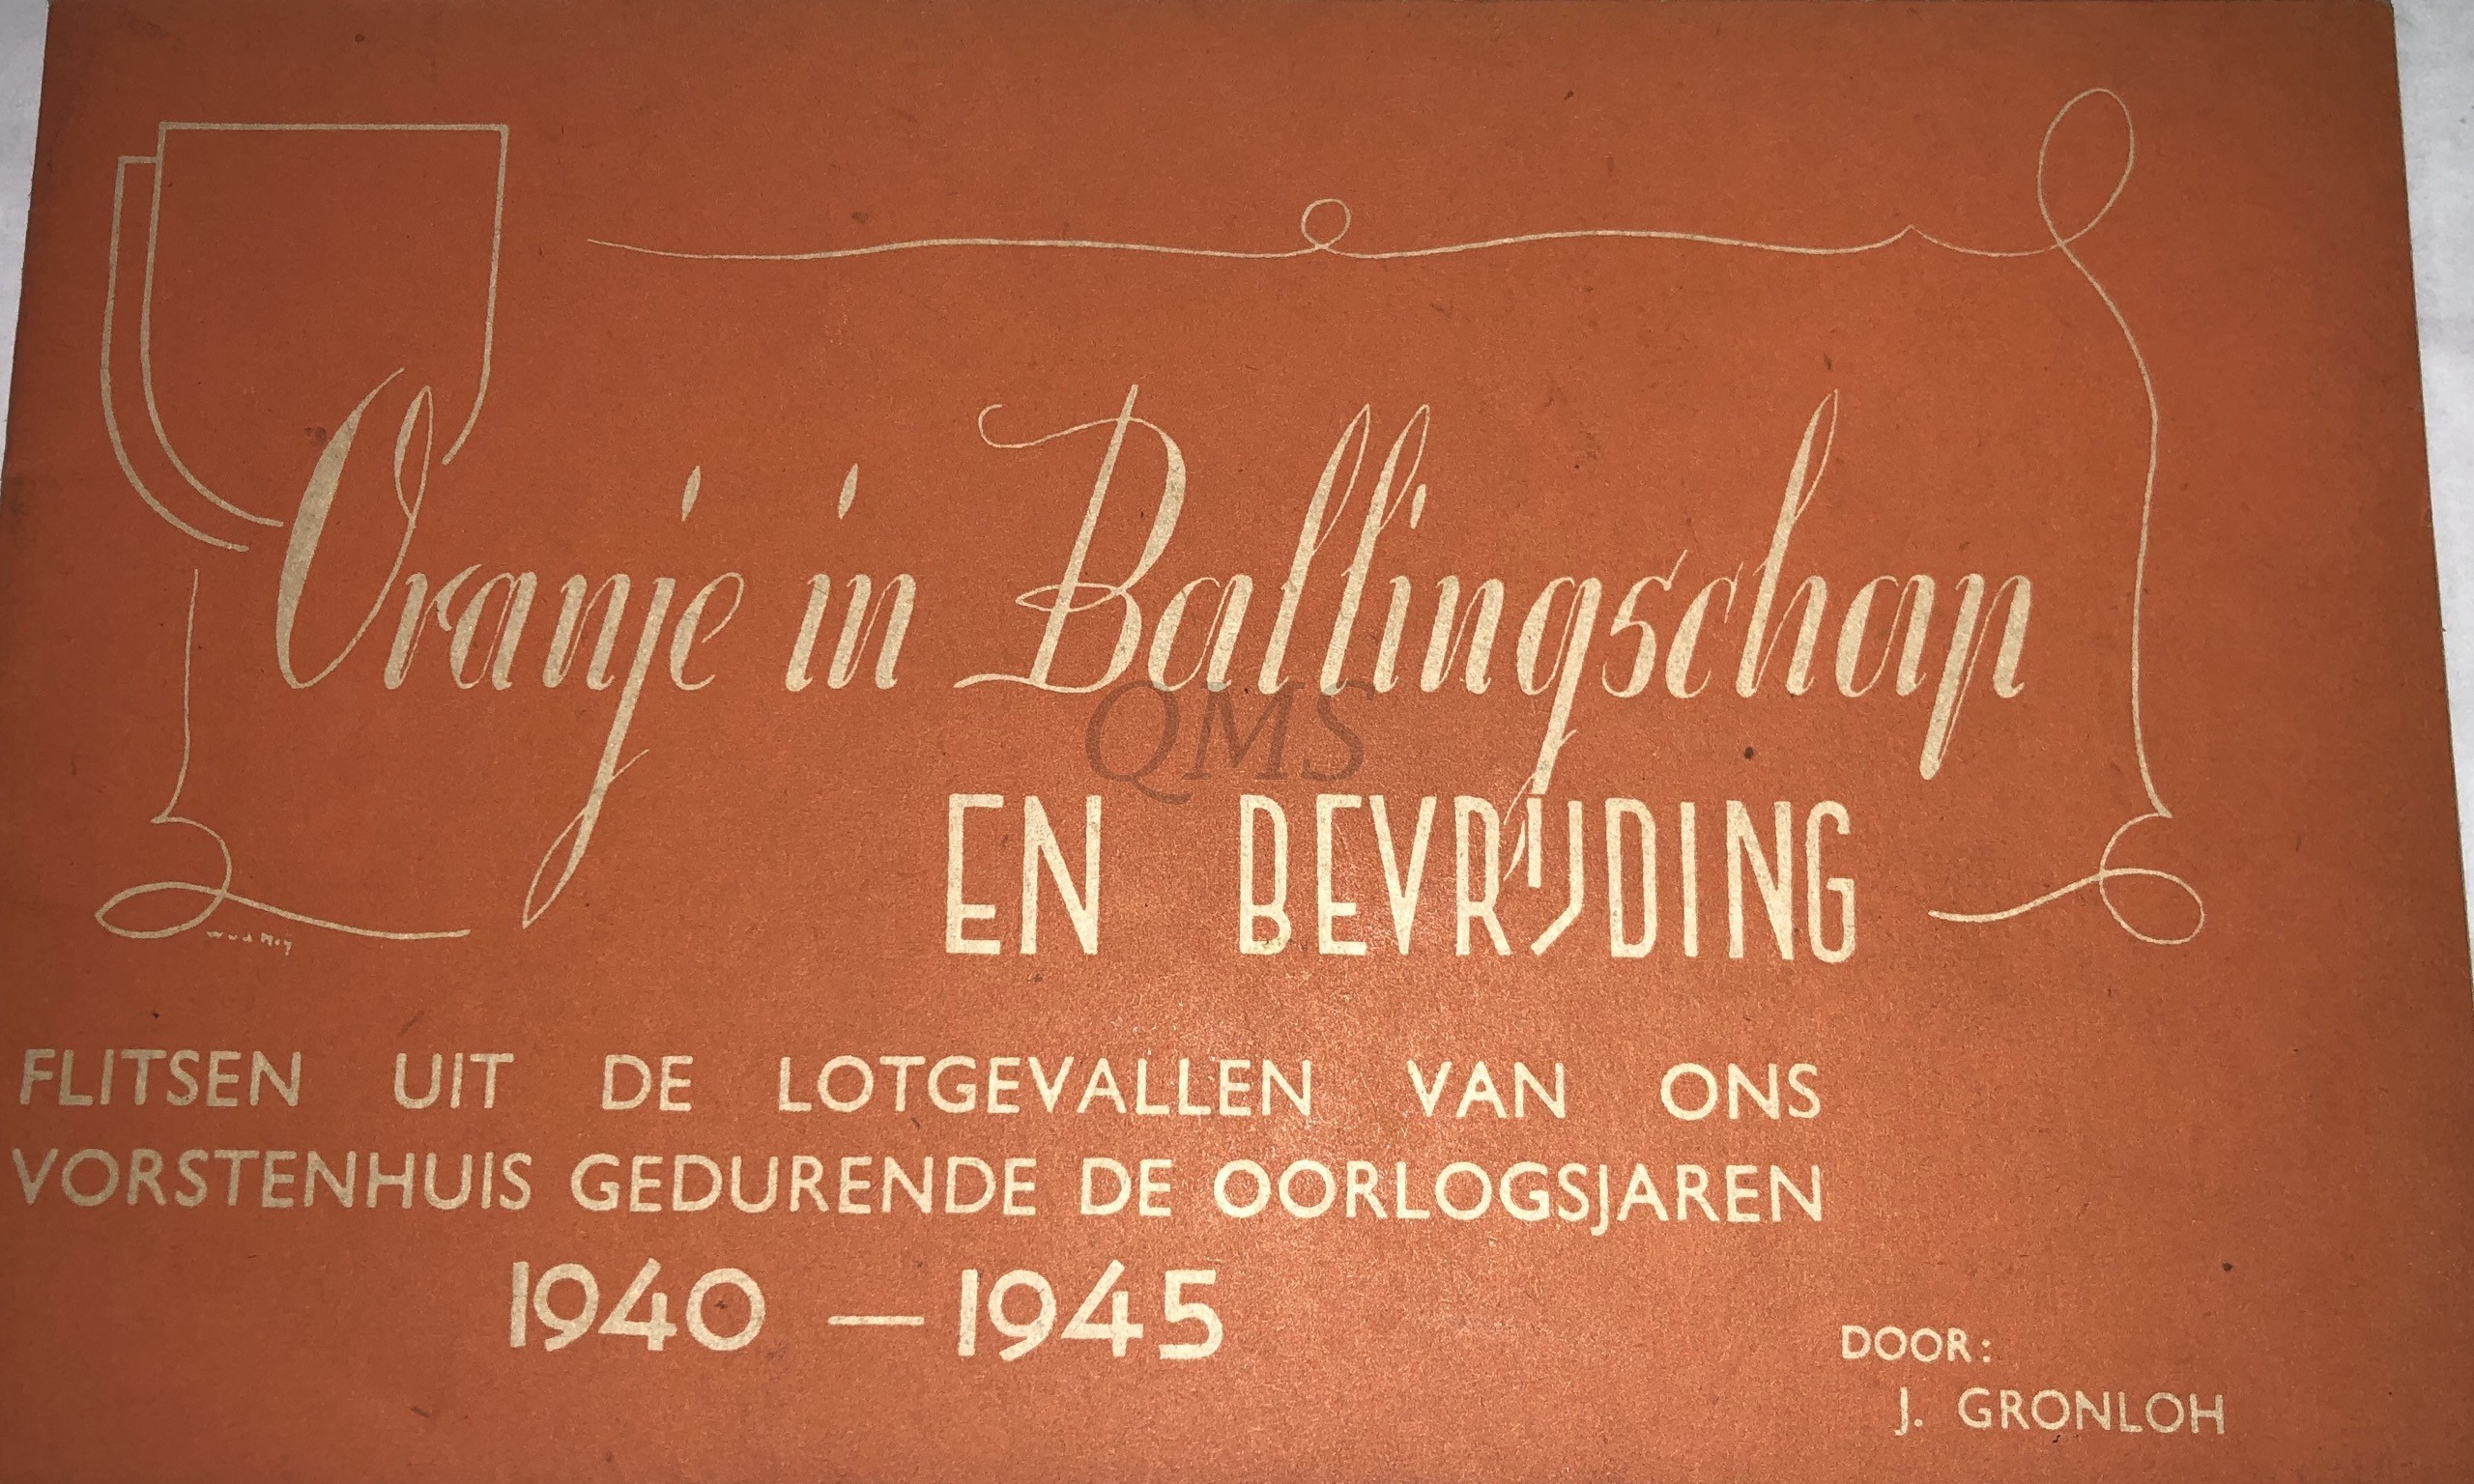 Oranje in Ballingschap
QMS
EN BEVRIJDING
FLITSEN UIT DE LOTGEVALLEN VAN ONS
VORSTENHUIS GEDURENDE DE OORLOGSJAREN
1940 — 1945
DOOR:
J. GRONLOH